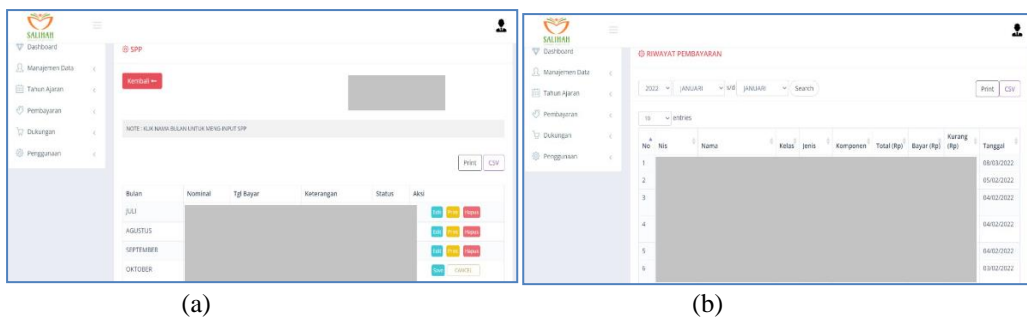 SALIHAH
Dashboard
Manajemen Data
Tahun Ajaran
Pembayaran
Dukungan
Penggunaan
SPP
Kembali
NOTE : KLIK NAMA BULAN UNTUK MENG-INPUT SPP
Print CSV
Bulan Nominal Tgl Bayar Keterangan Status Aksi
JULI Edit Print Hapus
AGUSTUS Edit Print Hapus
SEPTEMBER Edit Print Hapus
OKTOBER Save CANCEL
(a)
SALIHAH
Dashboard
Manajemen Data
Tahun Ajaran
Pembayaran
Dukungan
Penggunaan
RIWAYAT PEMBAYARAN
2022 JANUARI s/d JANUARI Search Print CSV
10 entries
No Nis Nama Kelas Jenis Komponen Total (Rp) Bayar (Rp) Kurang (Rp) Tanggal
1 08/03/2022
2 05/02/2022
3 04/02/2022
4 04/02/2022
5 04/02/2022
6 03/02/2022
(b)